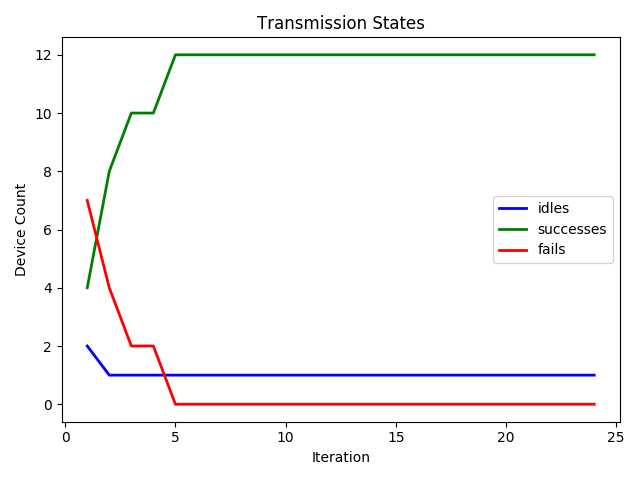 Transmission States
Device Count
12
10
8
6
4
2
0
idles
successes
fails
0 5 10 15 20 25
Iteration